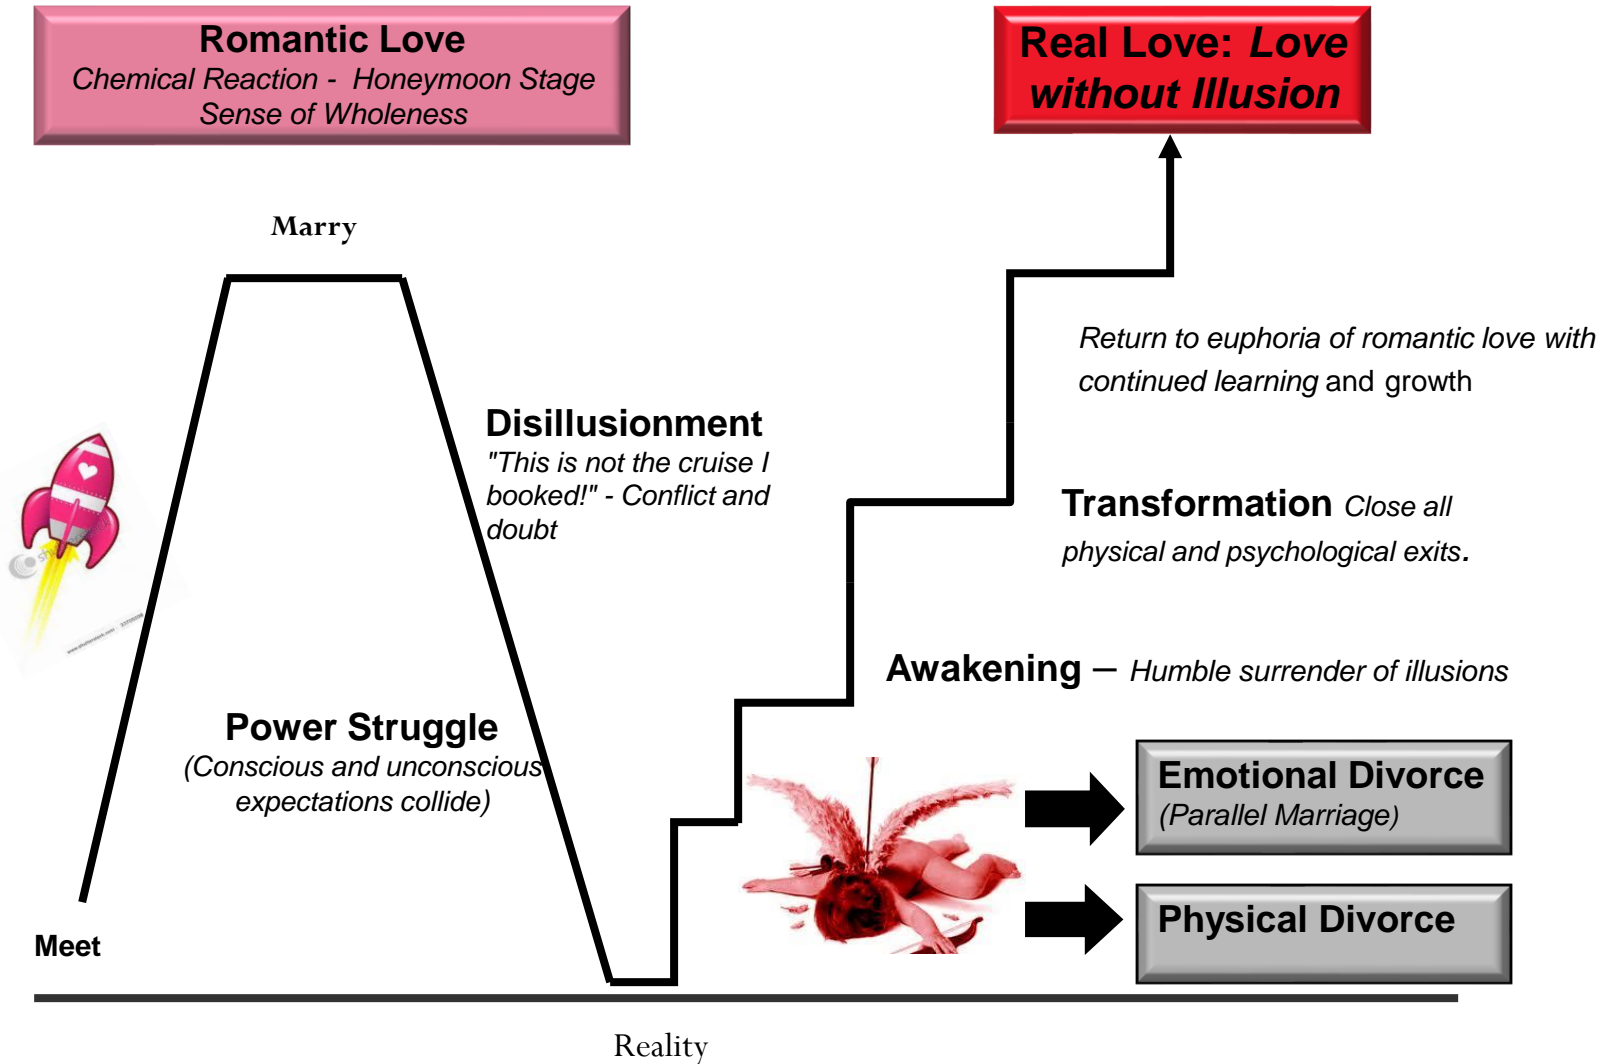 Romantic Love
Chemical Reaction - Honeymoon Stage
Sense of Wholeness
Real Love: Love
without Illusion
Marry
Return to euphoria of romantic love with
continued learning and growth
Disillusionment
"This is not the cruise I
booked!" - Conflict and
doubt
Transformation Close all
physical and psychological exits.
Awakening – Humble surrender of illusions
Power Struggle
(Conscious and unconscious
expectations collide)
Emotional Divorce
(Parallel Marriage)
Physical Divorce
Meet
Reality